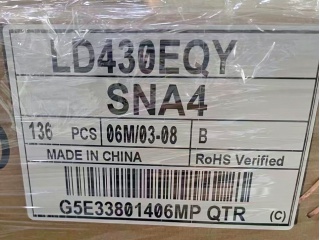 LD430EQY
SNA4
136 PCS 06M/03-08 B
MADE IN CHINA RoHS Verified
G5E33801406MP QTR (C)